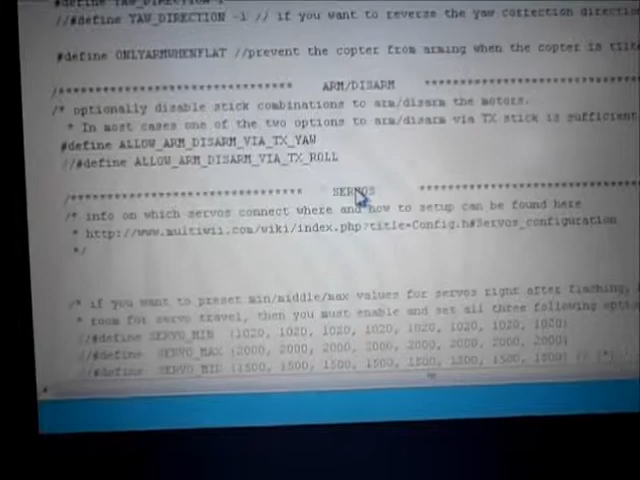 #define YAW_DIRECTION 1
//#define YAW_DIRECTION -1 // if you want to reverse the yaw correction direction
#define ONLYARMWHENFLAT //prevent the copter from arming when the copter is
/******************************** ARM/DISARM ********************************
/* optionally disable stick combinations to arm/disarm the motors.
* In most cases one of the two options to arm/disarm via TX stick is sufficient
#define ALLOW_ARM_DISARM_VIA_TX_YAW
//#define ALLOW_ARM_DISARM_VIA_TX_ROLL
/******************************** SERVOS ********************************
/* info on which servos connect where and how to setup can be found here
* http://www.multiwii.com/wiki/index.php?title=Config.h#Servos_configuration
*/
/* if you want to preset min/middle/max values for servos right after flashing,
* room for servo travel, then you must enable and set all three following
//#define SERVO_MIN {1020, 1020, 1020, 1020, 1020, 1020, 1020, 1020}
//#define SERVO_MAX {2000, 2000, 2000, 2000, 2000, 2000, 2000, 2000}
//#define SERVO_MID {1500, 1500, 1500, 1500, 1500, 1500, 1500, 1500} // (*)